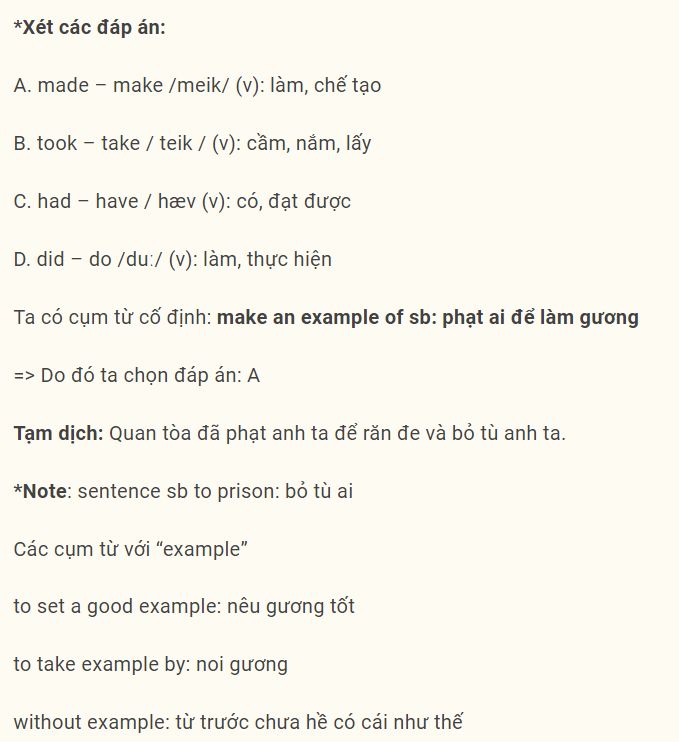 *Xét các đáp án:
A. made – make /meik/ (v): làm, chế tạo
B. took – take / teik / (v): cầm, nắm, lấy
C. had – have / hæv (v): có, đạt được
D. did – do /duː/ (v): làm, thực hiện
Ta có cụm từ cố định: make an example of sb: phạt ai để làm gương
=> Do đó ta chọn đáp án: A
Tạm dịch: Quan tòa đã phạt anh ta để răn đe và bỏ tù anh ta.
*Note: sentence sb to prison: bỏ tù ai
Các cụm từ với “example”
to set a good example: nêu gương tốt
to take example by: noi gương
without example: từ trước chưa hề có cái như thế